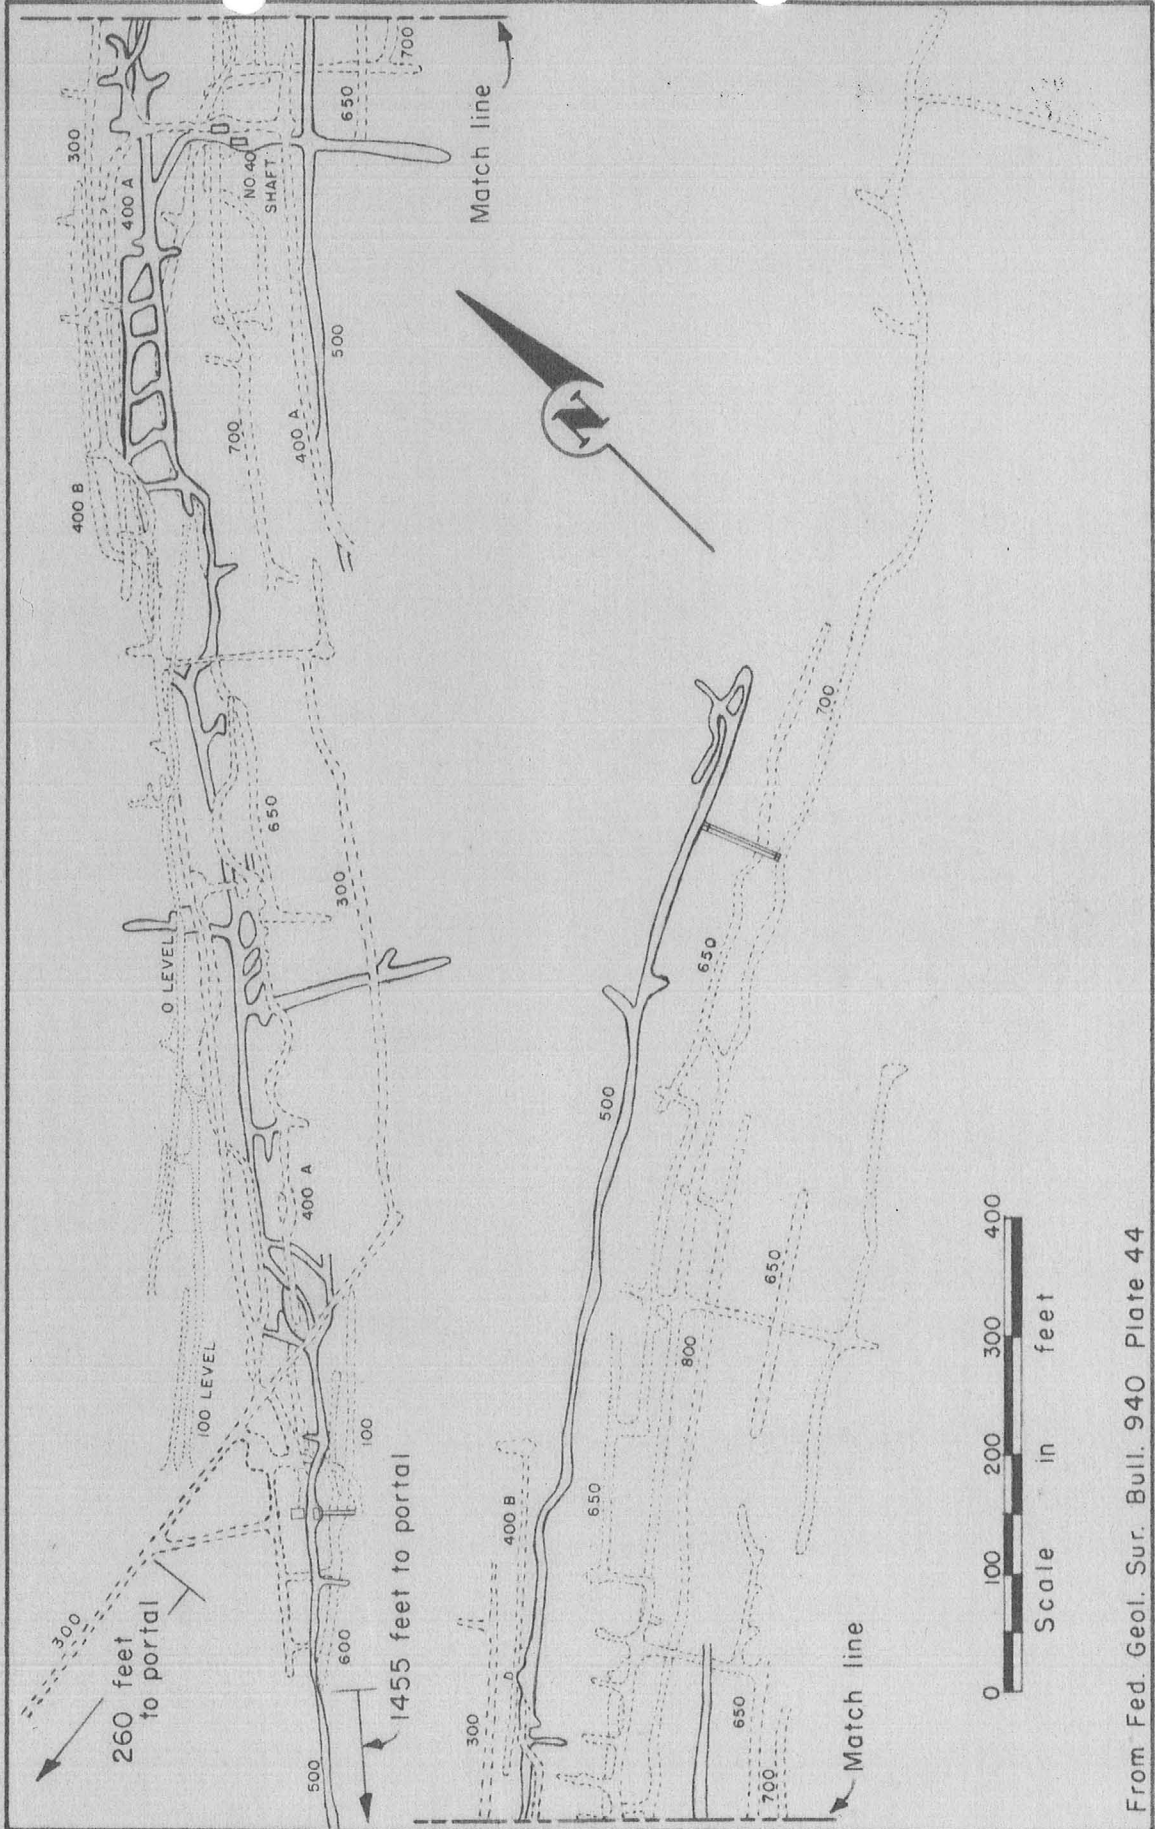 300
700
650
400 A
NO. 40
SHAFT
Match line
500
700
400 A
400 B
N
650
300
O LEVEL
400 A
100 LEVEL
100
1455 feet to portal
600
300
260 feet
to portal
500
700
650
500
650
800
650
400 B
650
300
700
Match line
0 100 200 300 400
Scale in feet
From Fed. Geol. Sur. Bull. 940 Plate 44